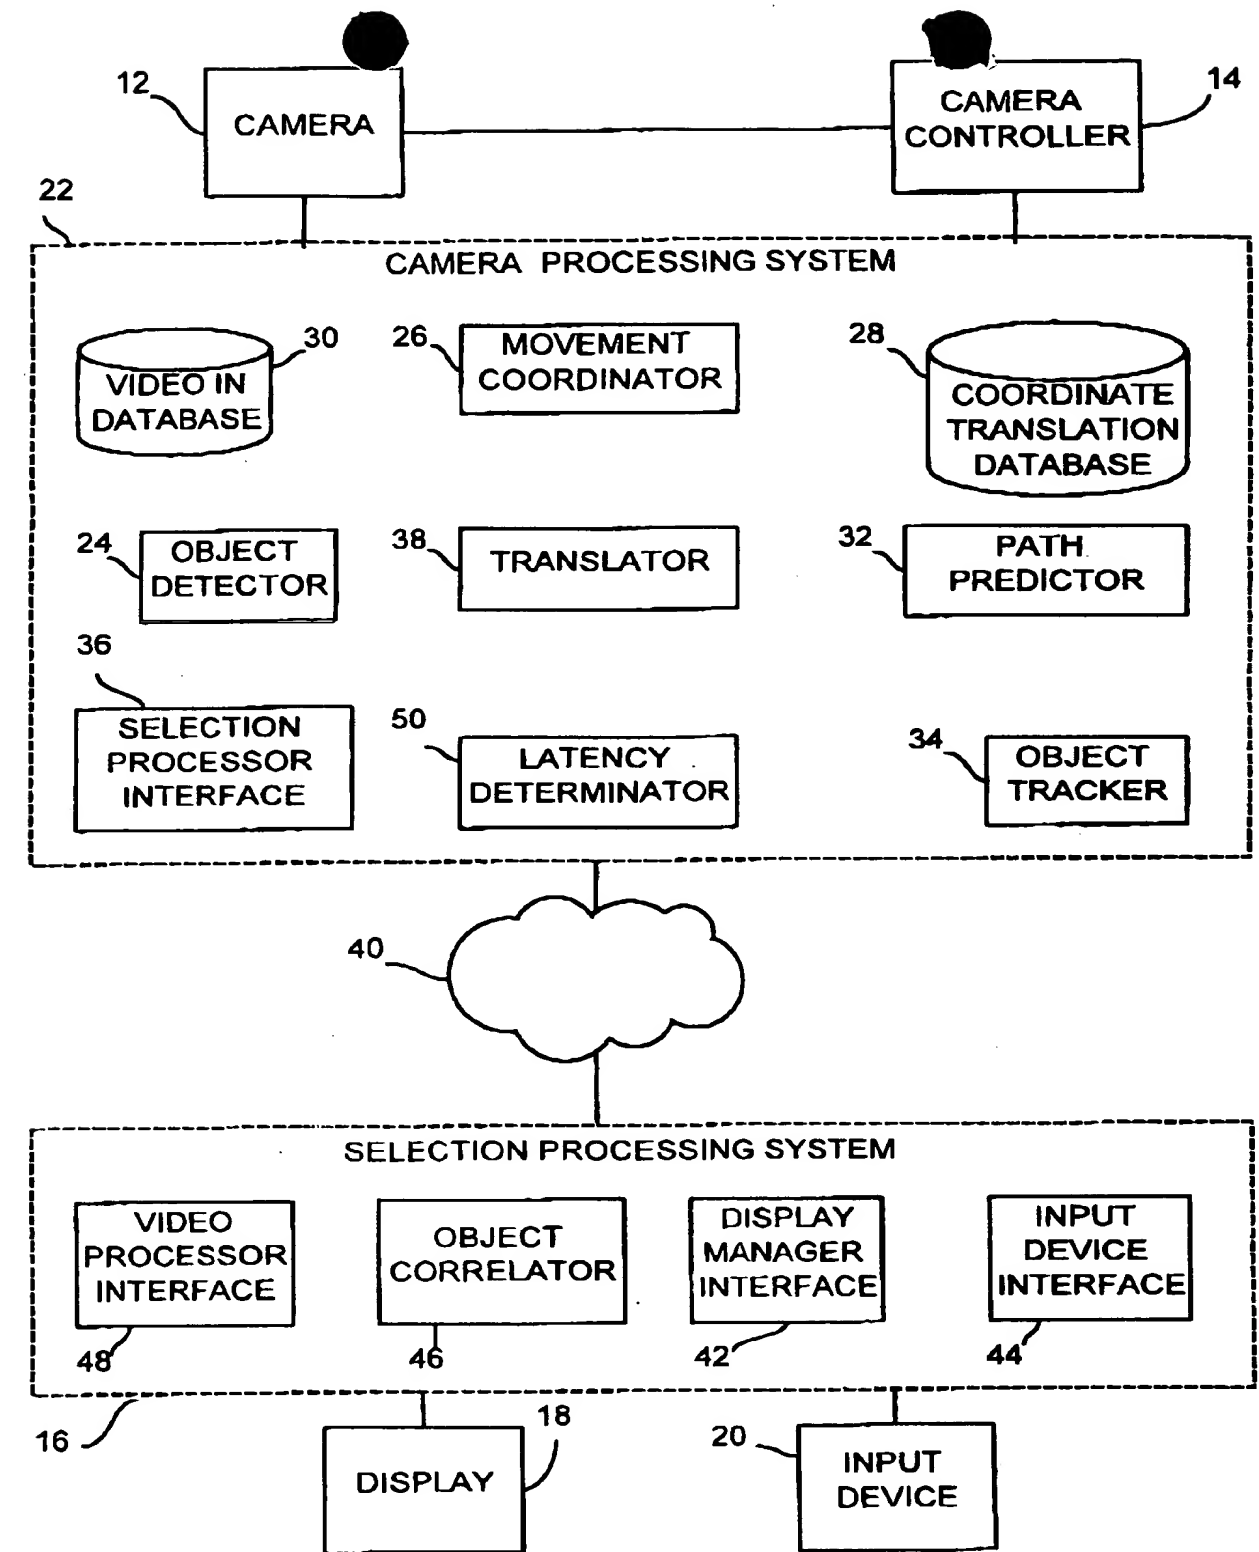 12
CAMERA
CAMERA
CONTROLLER
14
22
CAMERA PROCESSING SYSTEM
VIDEO IN
DATABASE
30
26
MOVEMENT
COORDINATOR
28
COORDINATE
TRANSLATION
DATABASE
24
OBJECT
DETECTOR
38
TRANSLATOR
32
PATH
PREDICTOR
36
SELECTION
PROCESSOR
INTERFACE
50
LATENCY
DETERMINATOR
34
OBJECT
TRACKER
40
SELECTION PROCESSING SYSTEM
VIDEO
PROCESSOR
INTERFACE
48
OBJECT
CORRELATOR
46
DISPLAY
MANAGER
INTERFACE
42
INPUT
DEVICE
INTERFACE
44
16
DISPLAY
18
20
INPUT
DEVICE